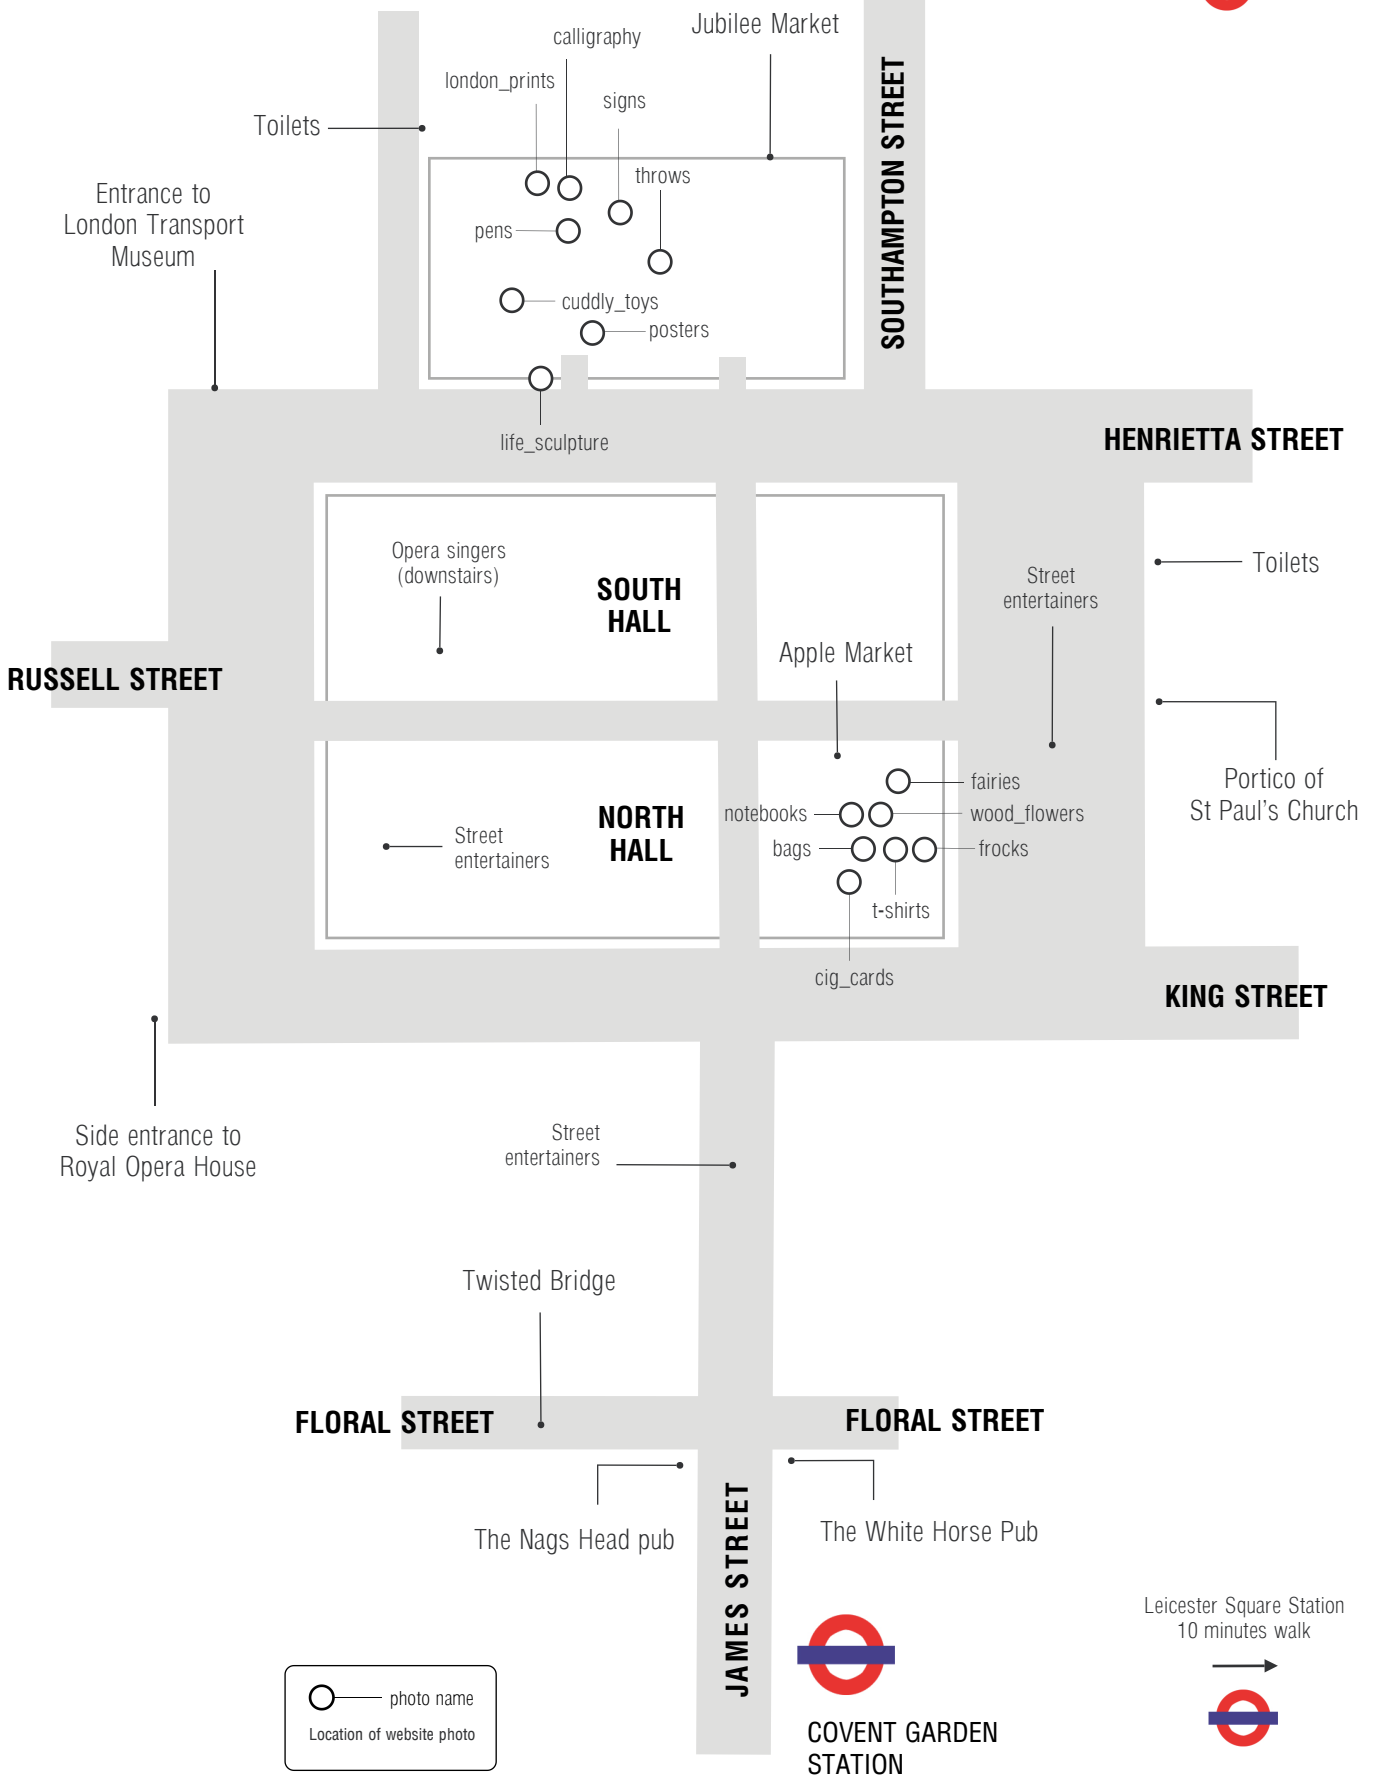 Jubilee Market
calligraphy
london_prints
signs
Toilets
throws
SOUTHAMPTON STREET
Entrance to
London Transport
Museum
pens
cuddly_toys
posters
life_sculpture
HENRIETTA STREET
Opera singers
(downstairs)
SOUTH
HALL
Street
entertainers
Toilets
Apple Market
RUSSELL STREET
fairies
Portico of
St Paul's Church
notebooks
wood_flowers
NORTH
HALL
Street
entertainers
bags
frocks
t-shirts
cig_cards
KING STREET
Side entrance to
Royal Opera House
Street
entertainers
Twisted Bridge
FLORAL STREET
FLORAL STREET
The Nags Head pub
The White Horse Pub
JAMES STREET
Leicester Square Station
10 minutes walk
photo name
Location of website photo
COVENT GARDEN
STATION